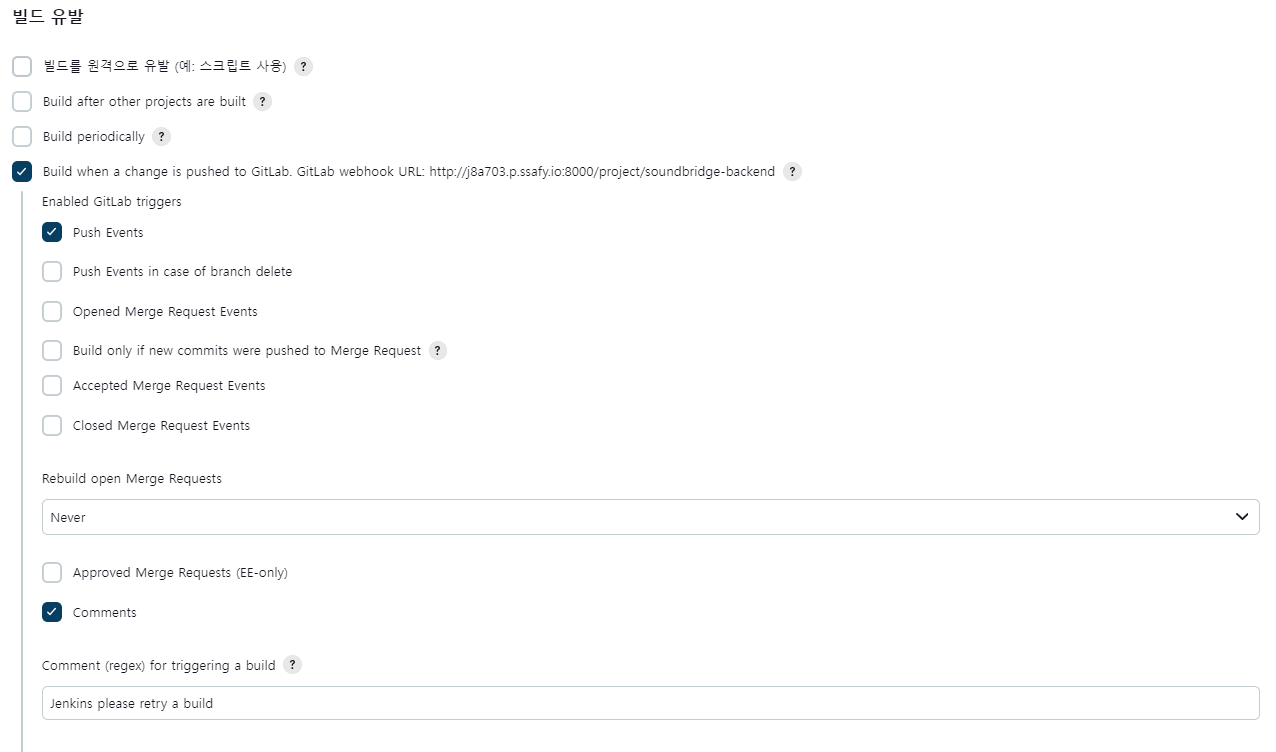 빌드 유발
빌드를 원격으로 유발 (예: 스크립트 사용) ?
Build after other projects are built ?
Build periodically ?
Build when a change is pushed to GitLab. GitLab webhook URL: http://j8a703.p.ssafy.io:8000/project/soundbridge-backend ?
Enabled GitLab triggers
Push Events
Push Events in case of branch delete
Opened Merge Request Events
Build only if new commits were pushed to Merge Request ?
Accepted Merge Request Events
Closed Merge Request Events
Rebuild open Merge Requests
Never
Approved Merge Requests (EE-only)
Comments
Comment (regex) for triggering a build ?
Jenkins please retry a build